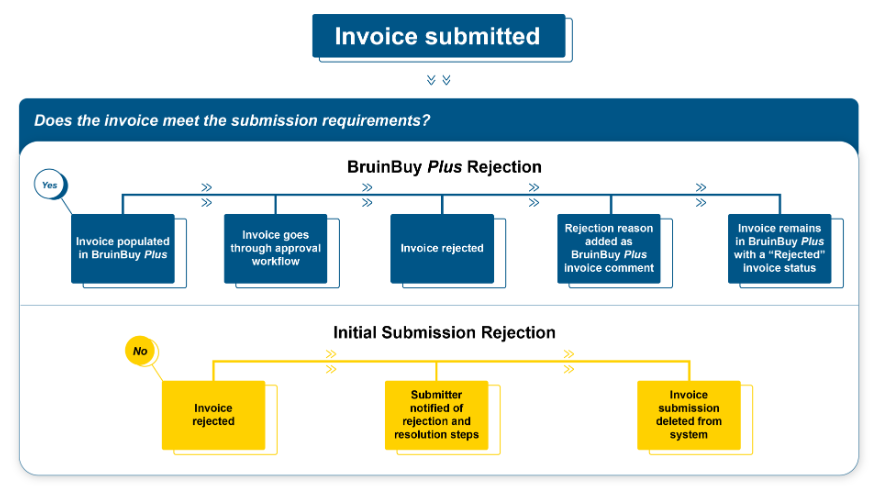 Invoice submitted
Does the invoice meet the submission requirements?
BruinBuy Plus Rejection
Yes
Invoice populated
in BruinBuy Plus
Invoice goes
through approval
workflow
Invoice rejected
Rejection reason
added as
BruinBuy Plus
invoice comment
Invoice remains
in BruinBuy Plus
with a “Rejected”
invoice status
Initial Submission Rejection
No
Invoice
rejected
Submitter
notified of
rejection and
resolution steps
Invoice
submission
deleted from
system